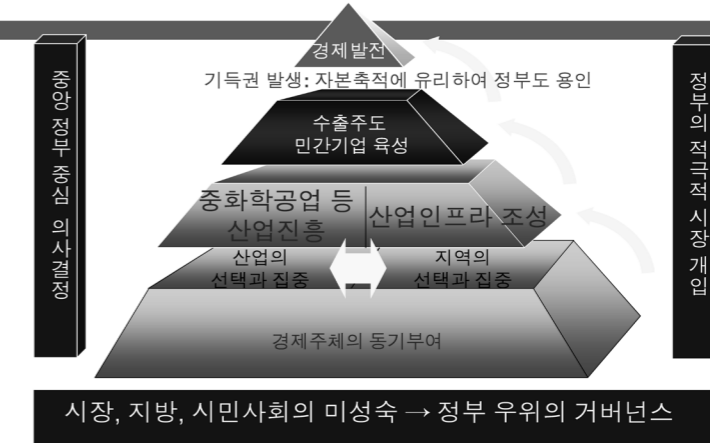 경제발전
기득권 발생: 자본축적에 유리하여 정부도 용인
수출주도
민간기업 육성
중화학공업 등
산업진흥
산업인프라 조성
산업의
선택과 집중
지역의
선택과 집중
경제주체의 동기부여
중앙 정부 중심 의사결정
정부의 적극적 시장 개입
시장, 지방, 시민사회의 미성숙 → 정부 우위의 거버넌스